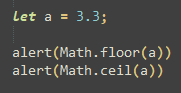 let a = 3.3;
alert(Math.floor(a))
alert(Math.ceil(a))